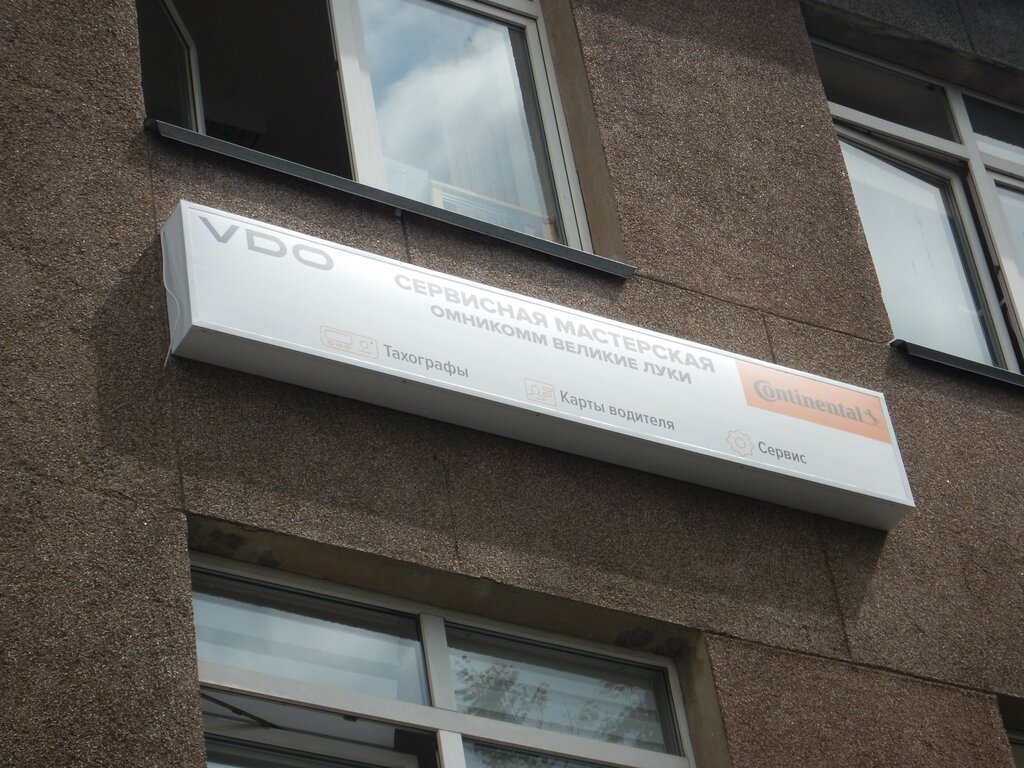 VDO
СЕРВИСНАЯ МАСТЕРСКАЯ
ОМНИКОММ ВЕЛИКИЕ ЛУКИ
Continental
Тахографы
Карты водителя
Сервис